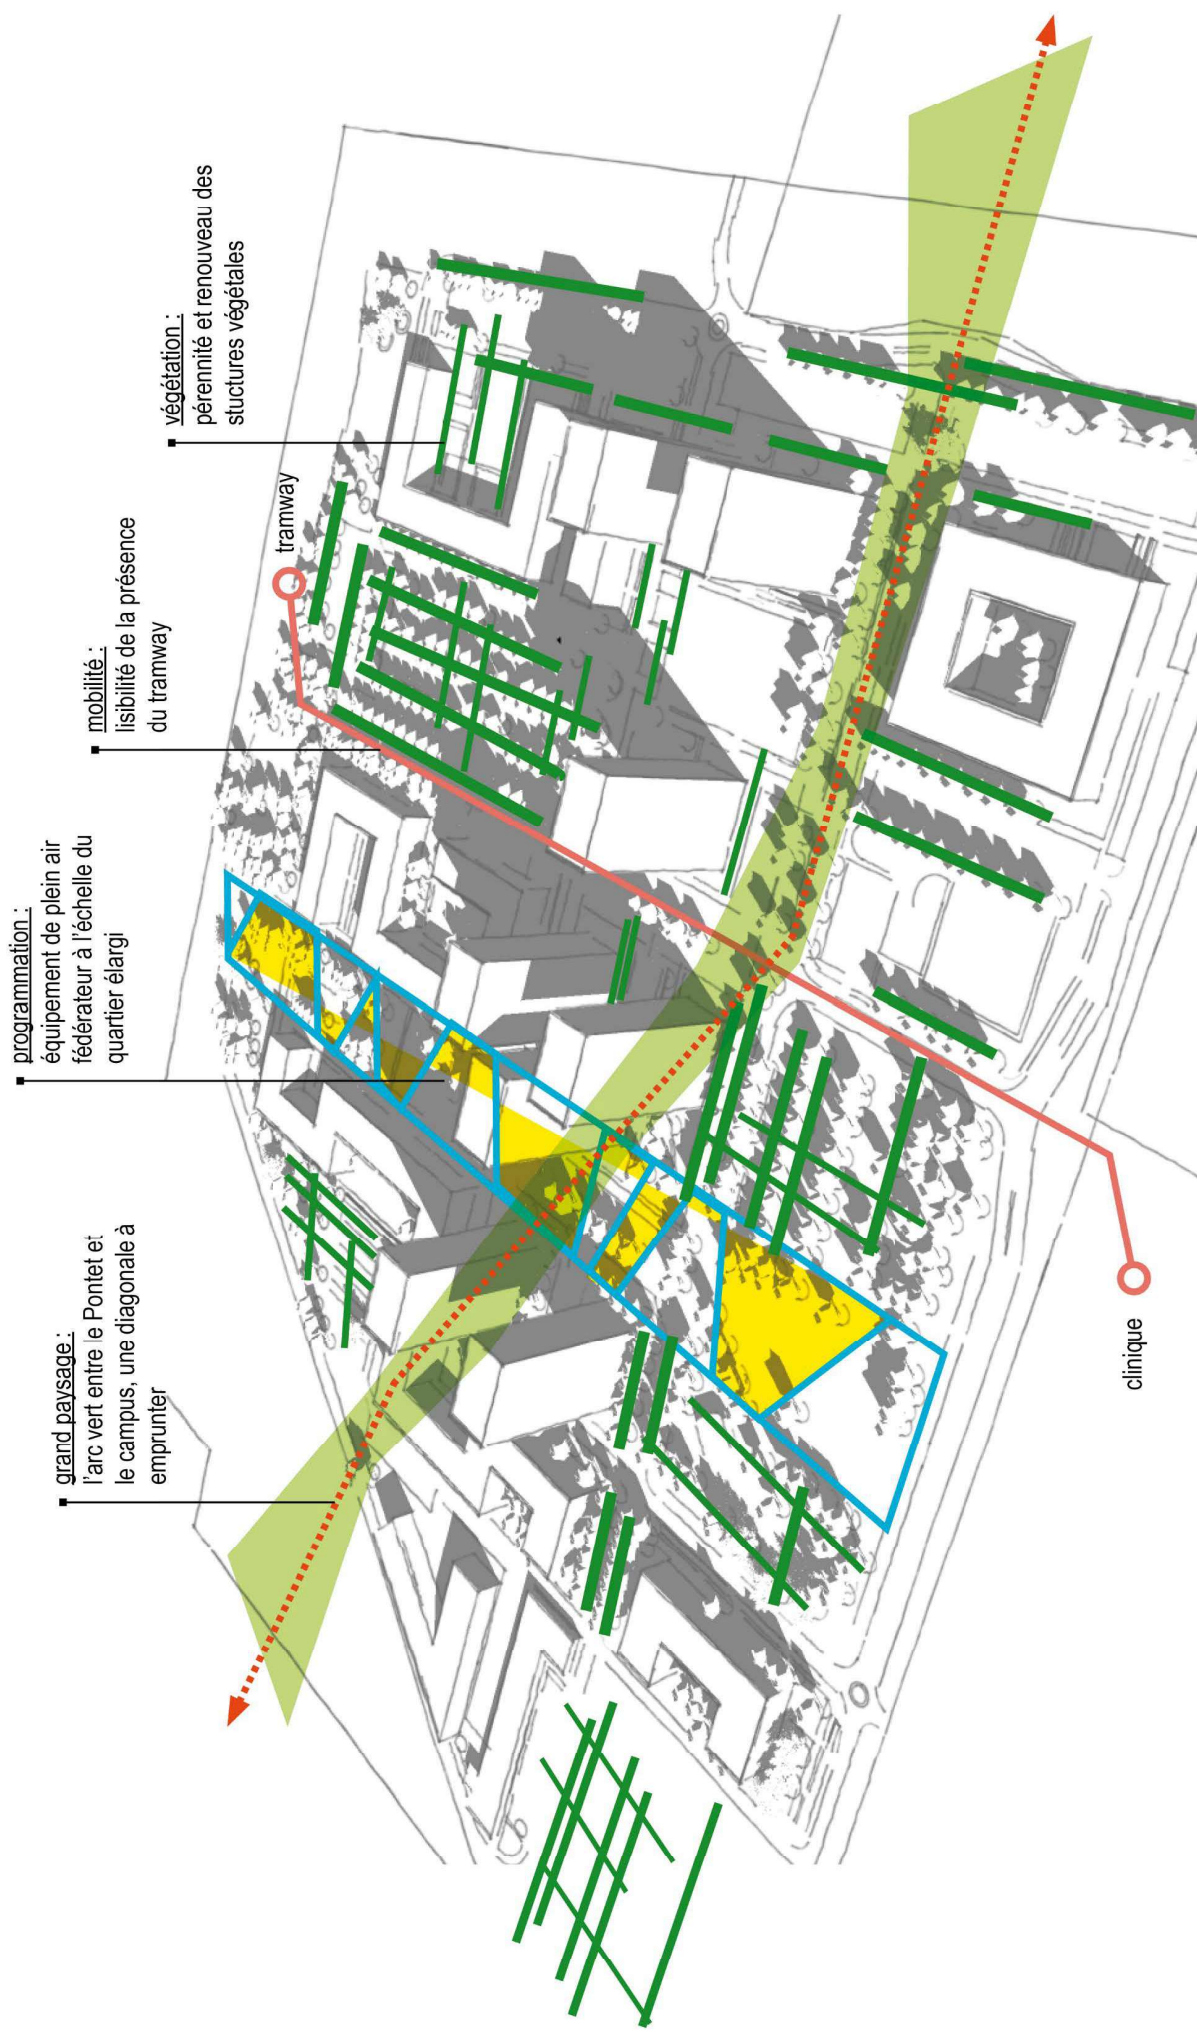 grand paysage :
l'arc vert entre le Pontet et
le campus, une diagonale à
emprunter
programmation :
équipement de plein air
fédérateur à l'échelle du
quartier élargi
mobilité :
lisibilité de la présence
du tramway
végétation :
pérennité et renouveau des
stuctures végétales
tramway
clinique